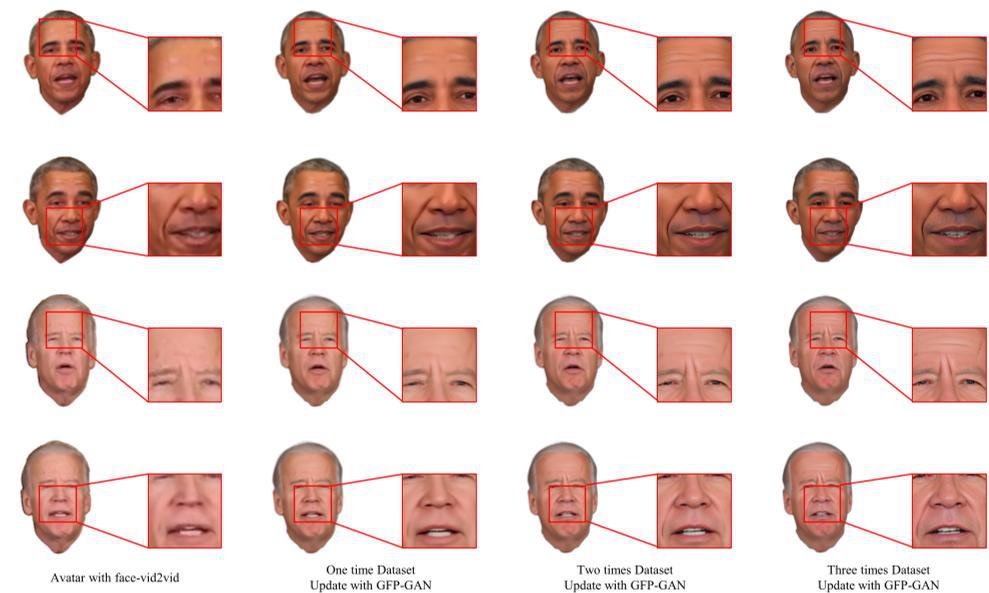 Avatar with face-vid2vid
One time Dataset
Update with GFP-GAN
Two times Dataset
Update with GFP-GAN
Three times Dataset
Update with GFP-GAN